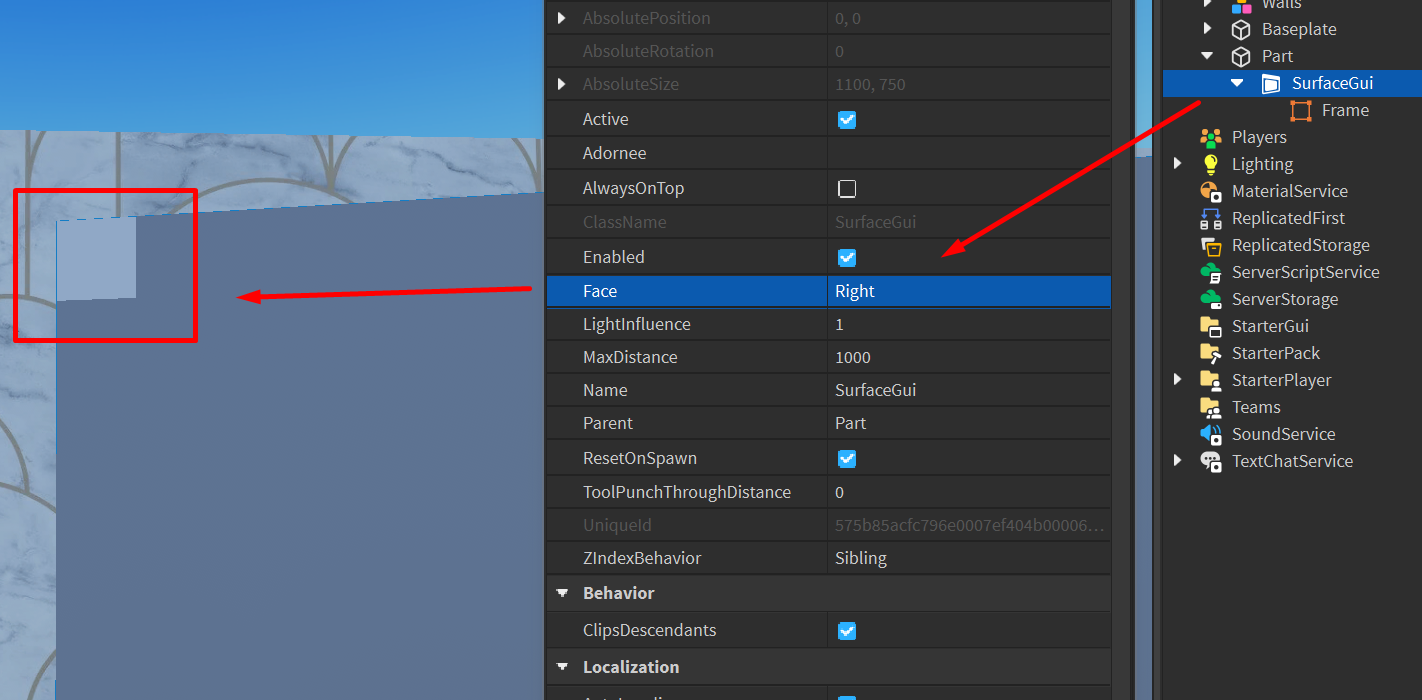 AbsolutePosition 0, 0
AbsoluteRotation 0
AbsoluteSize 1100, 750
Active
Adornee
AlwaysOnTop
ClassName SurfaceGui
Enabled
Face Right
LightInfluence 1
MaxDistance 1000
Name SurfaceGui
Parent Part
ResetOnSpawn
ToolPunchThroughDistance 0
UniqueId 575b85acfc796e0007ef404b00006...
ZIndexBehavior Sibling
Behavior
ClipsDescendants
Localization
Walls
Baseplate
Part
SurfaceGui
Frame
Players
Lighting
MaterialService
ReplicatedFirst
ReplicatedStorage
ServerScriptService
ServerStorage
StarterGui
StarterPack
StarterPlayer
Teams
SoundService
TextChatService